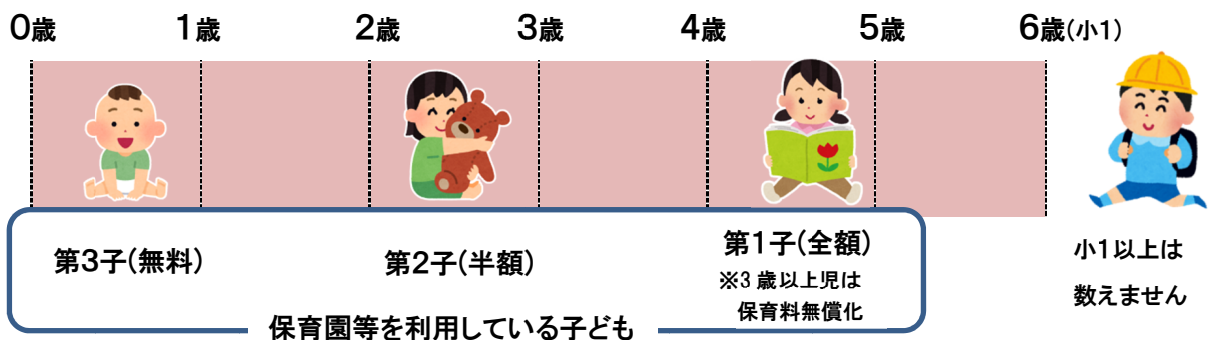 0歳 1歳 2歳 3歳 4歳 5歳 6歳(小1)
第3子(無料) 第2子(半額) 第1子(全額)
※3 歳以上児は
保育料無償化
小1以上は
数えません
保育園等を利用している子ども